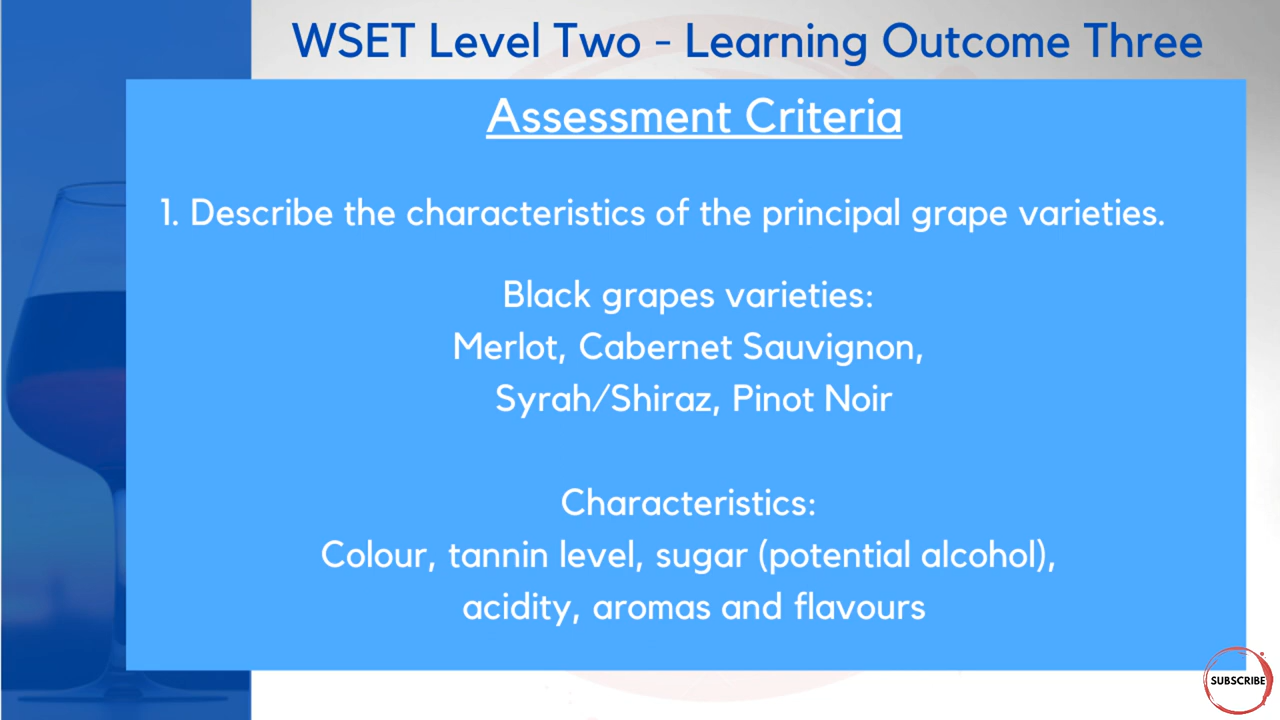 WSET Level Two - Learning Outcome Three
Assessment Criteria
1. Describe the characteristics of the principal grape varieties.
Black grapes varieties:
Merlot, Cabernet Sauvignon,
Syrah/Shiraz, Pinot Noir
Characteristics:
Colour, tannin level, sugar (potential alcohol),
acidity, aromas and flavours
SUBSCRIBE